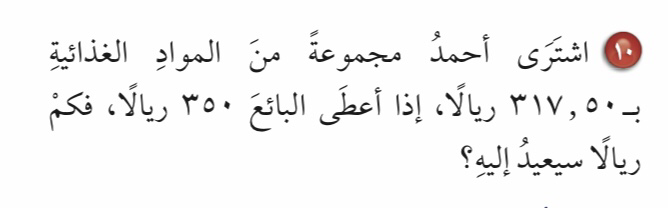 ١٠ اشتَرَى أحمدُ مجموعةً منَ الموادِ الغذائيةِ
بـ ٣١٧,٥٠ ريالًا، إذا أعطَى البائعَ ٣٥٠ ريالًا، فكمْ
ريالًا سيعيدُ إليهِ؟